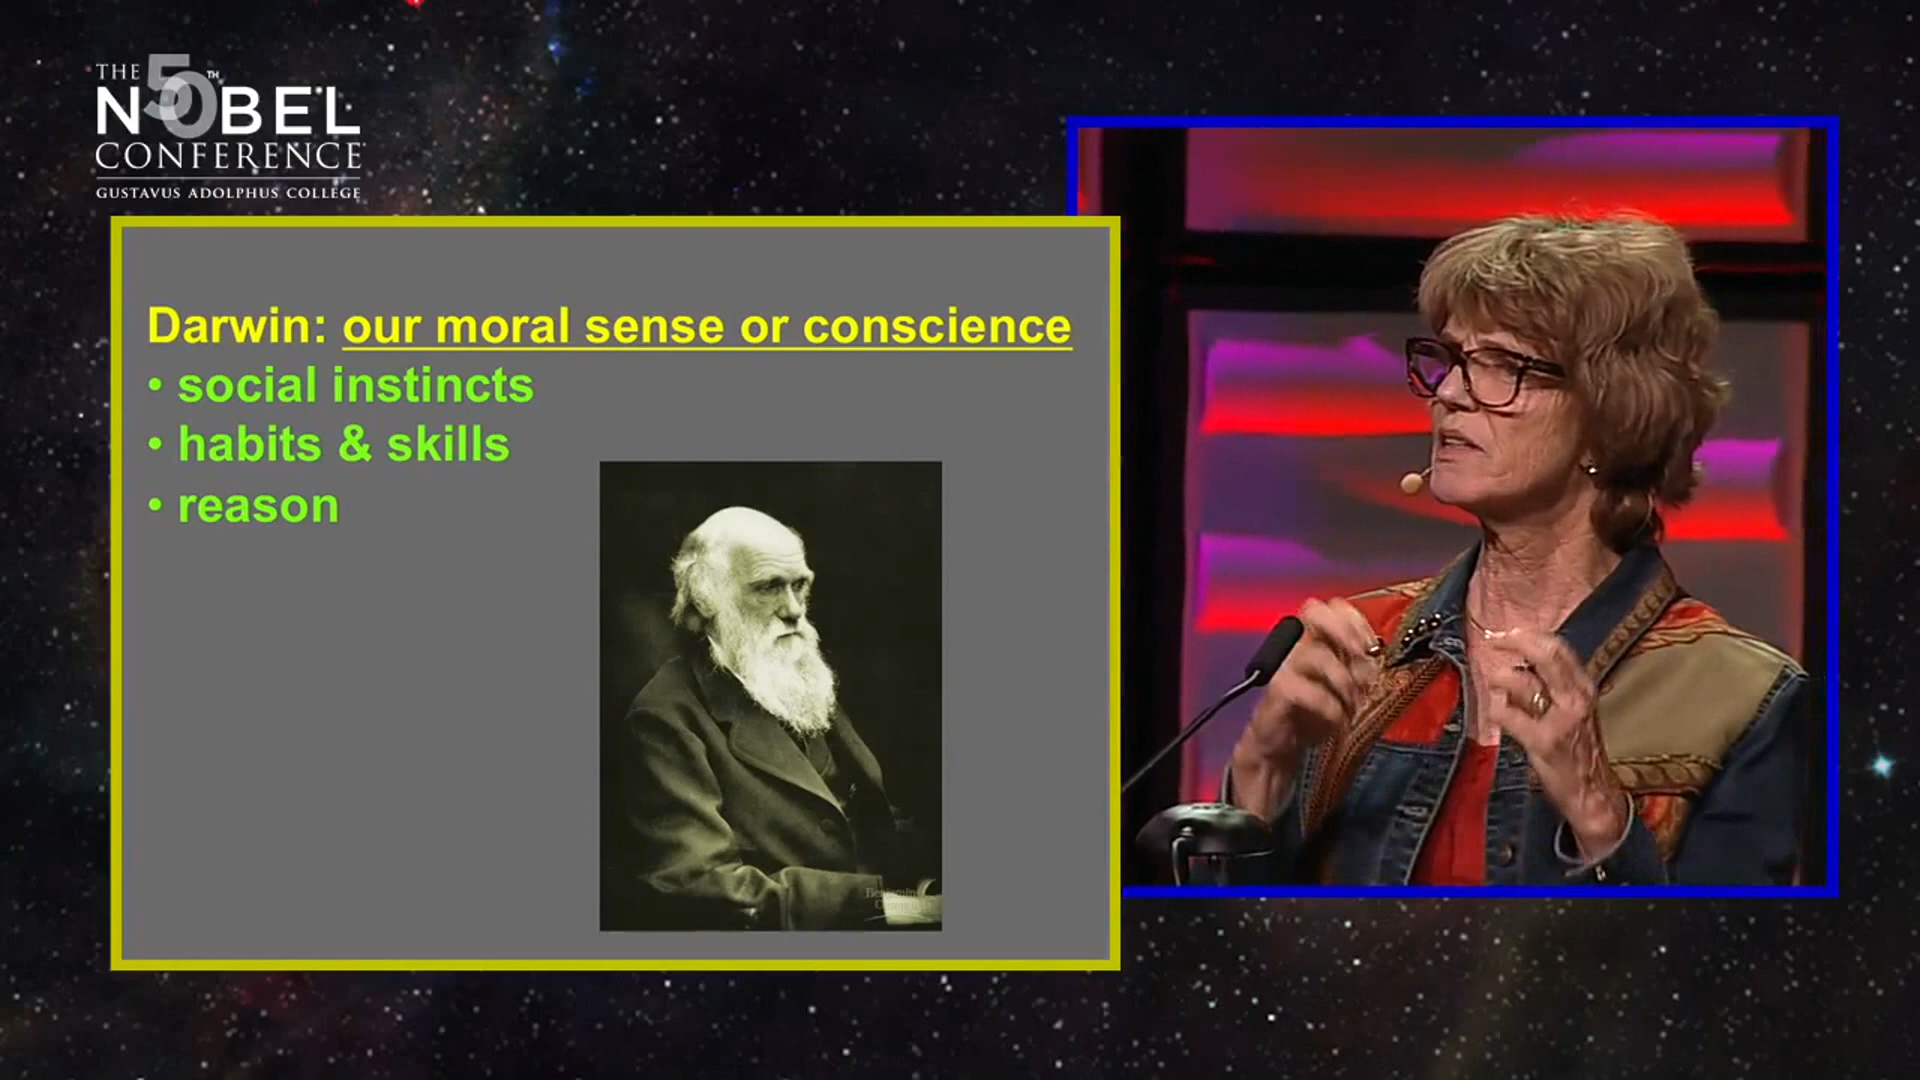 THE 50TH
NOBEL
CONFERENCE
GUSTAVUS ADOLPHUS COLLEGE
Darwin: our moral sense or conscience
• social instincts
• habits & skills
• reason